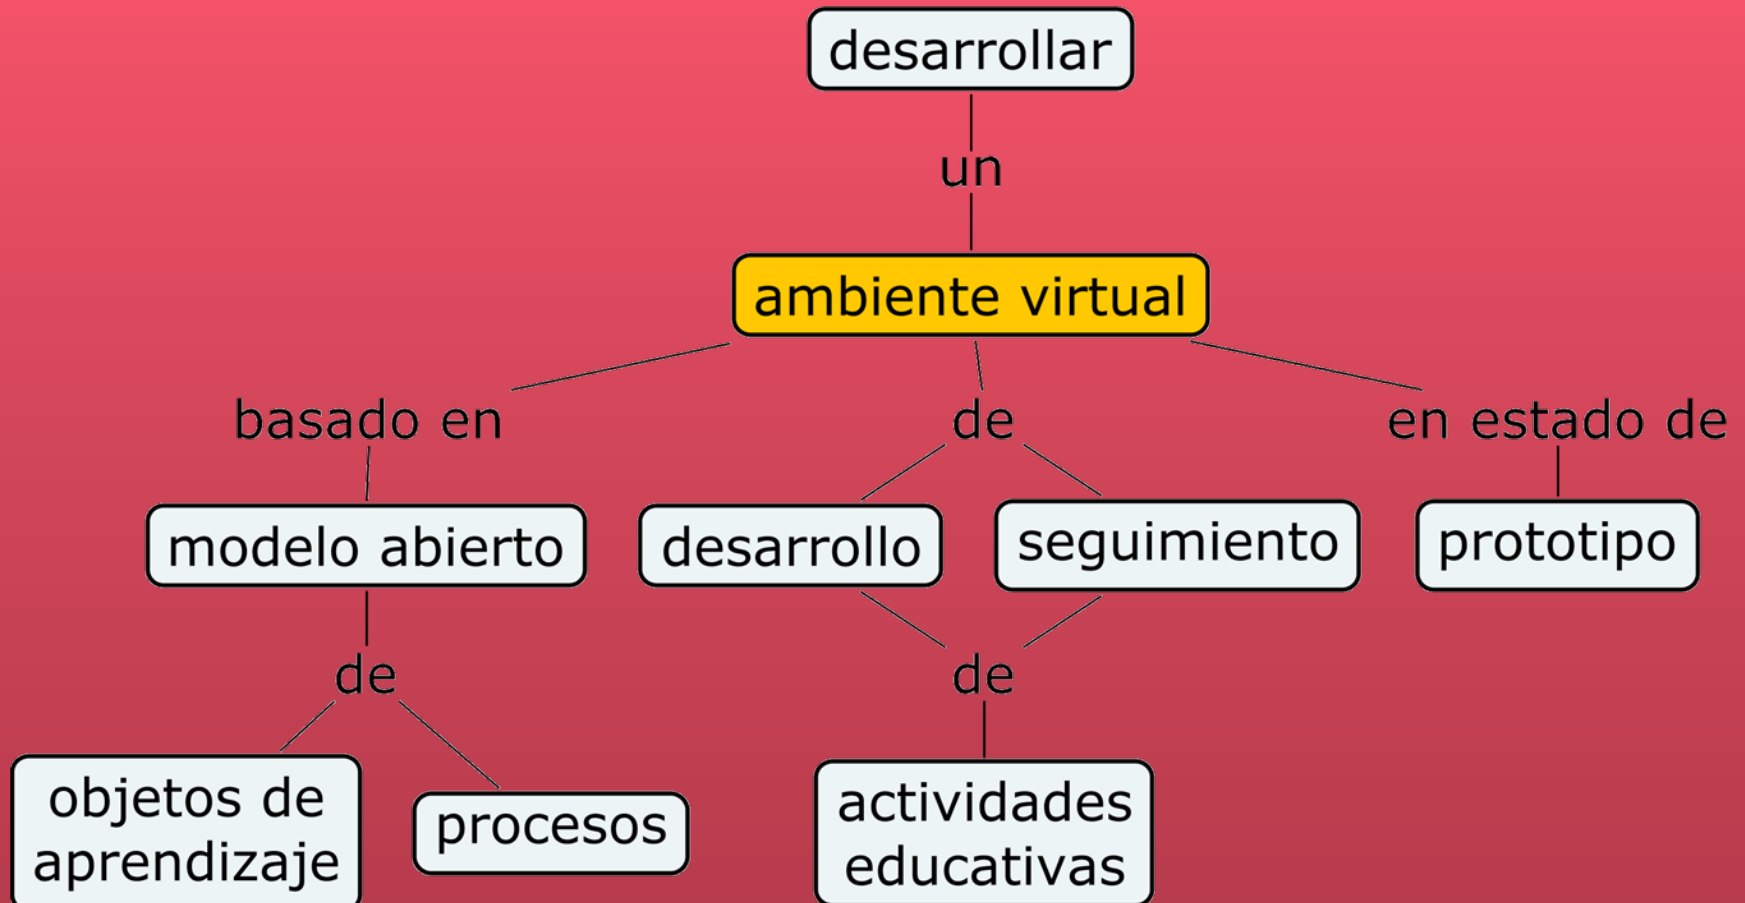 desarrollar
un
ambiente virtual
basado en
de
en estado de
modelo abierto
desarrollo
seguimiento
prototipo
de
de
objetos de
aprendizaje
procesos
actividades
educativas